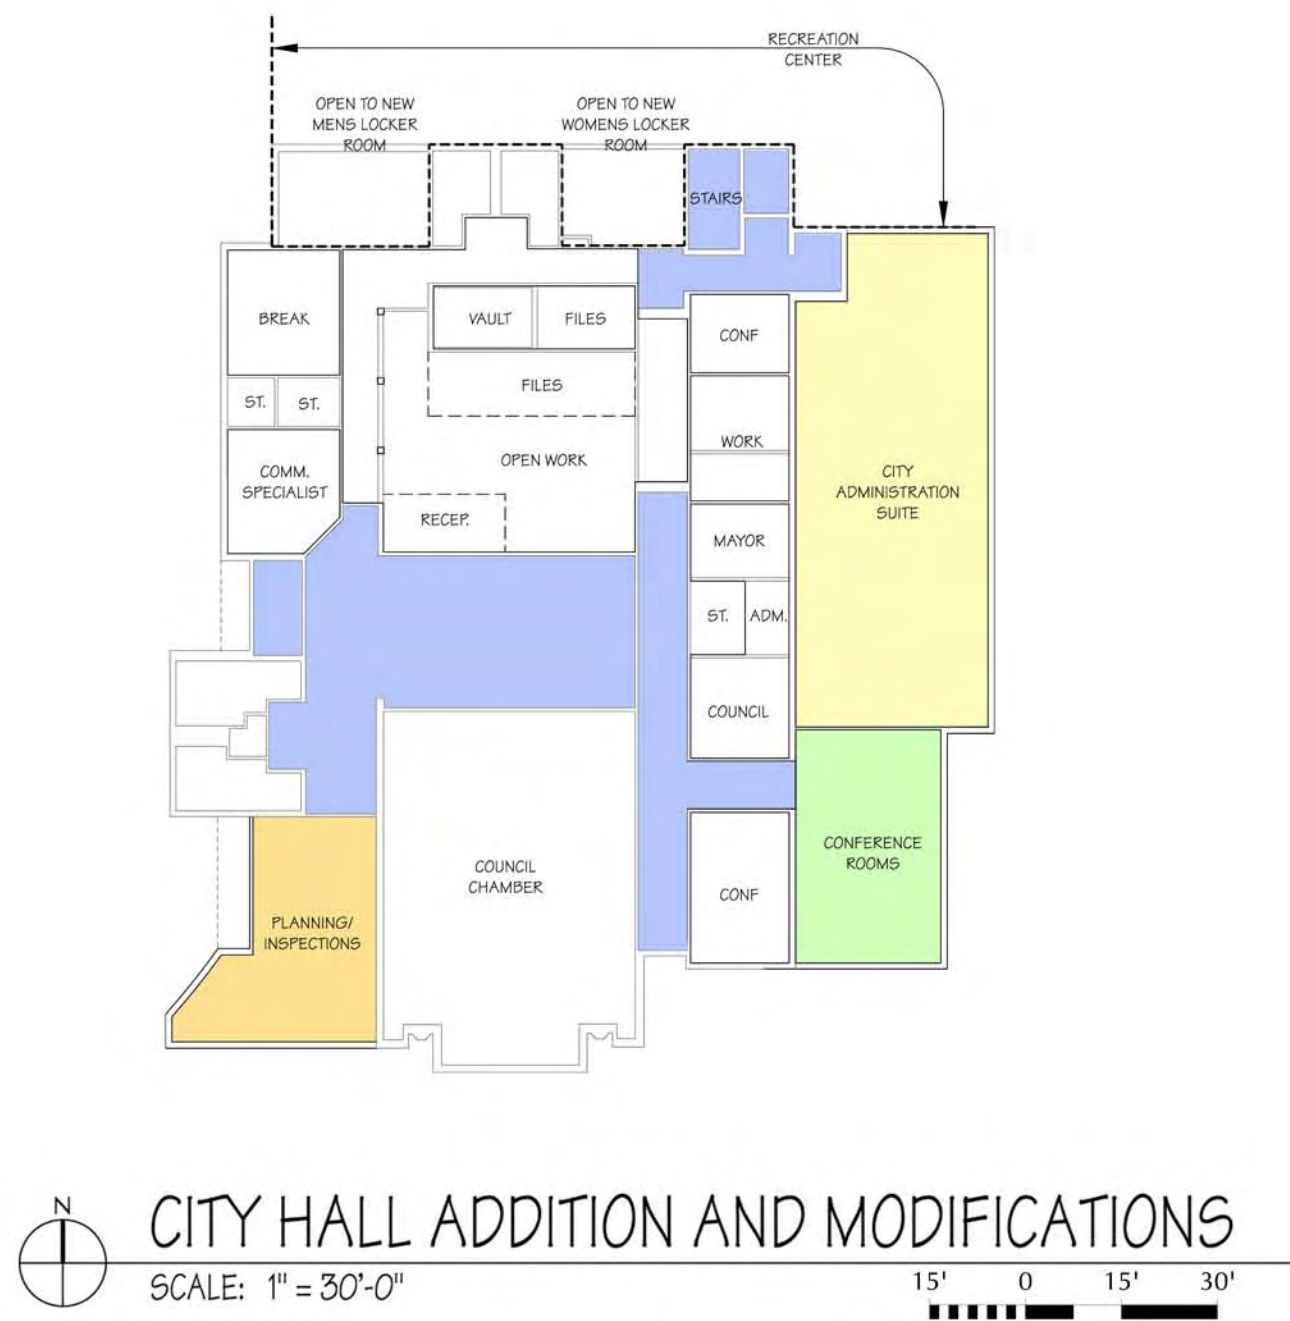 RECREATION
CENTER
OPEN TO NEW
MENS LOCKER
ROOM
OPEN TO NEW
WOMENS LOCKER
ROOM
STAIRS
BREAK
VAULT
FILES
CONF
FILES
ST.
ST.
WORK
OPEN WORK
COMM.
SPECIALIST
CITY
ADMINISTRATION
SUITE
RECEP.
MAYOR
ST.
ADM.
COUNCIL
CONFERENCE
ROOMS
COUNCIL
CHAMBER
CONF
PLANNING/
INSPECTIONS
N
CITY HALL ADDITION AND MODIFICATIONS
SCALE: 1" = 30'-0"
15' 0 15' 30'